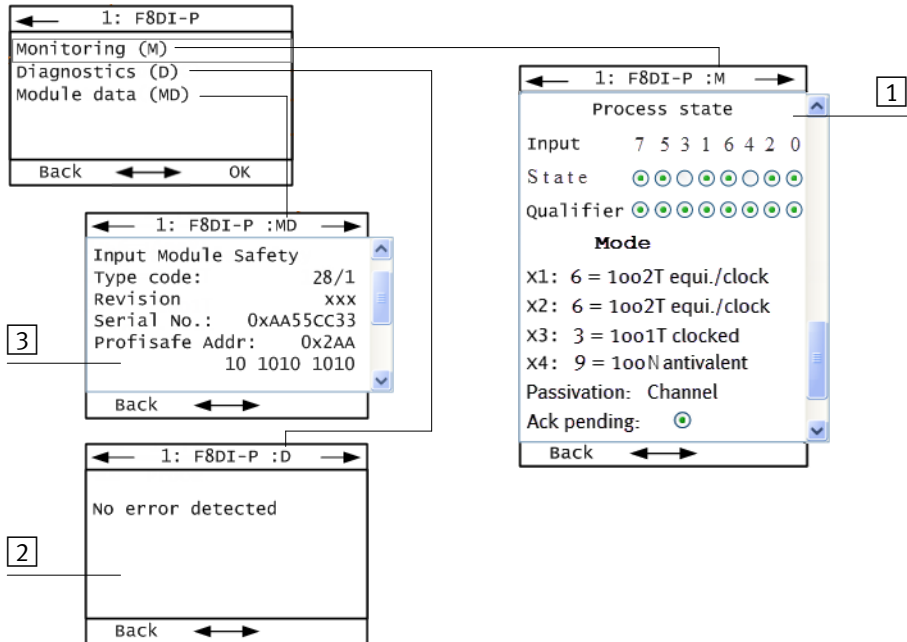 1: F8DI-P
Monitoring (M)
Diagnostics (D)
Module data (MD)
Back OK
1: F8DI-P :M
1
Process state
Input 7 5 3 1 6 4 2 0
State
Qualifier
Mode
X1: 6 = 1oo2T equi./clock
X2: 6 = 1oo2T equi./clock
X3: 3 = 1oo1T clocked
X4: 9 = 1ooN antivalent
Passivation: Channel
Ack pending:
Back
1: F8DI-P :MD
Input Module Safety
Type code: 28/1
Revision xxx
Serial No.: 0xAA55CC33
Profisafe Addr: 0x2AA
10 1010 1010
Back
3
1: F8DI-P :D
No error detected
2
Back